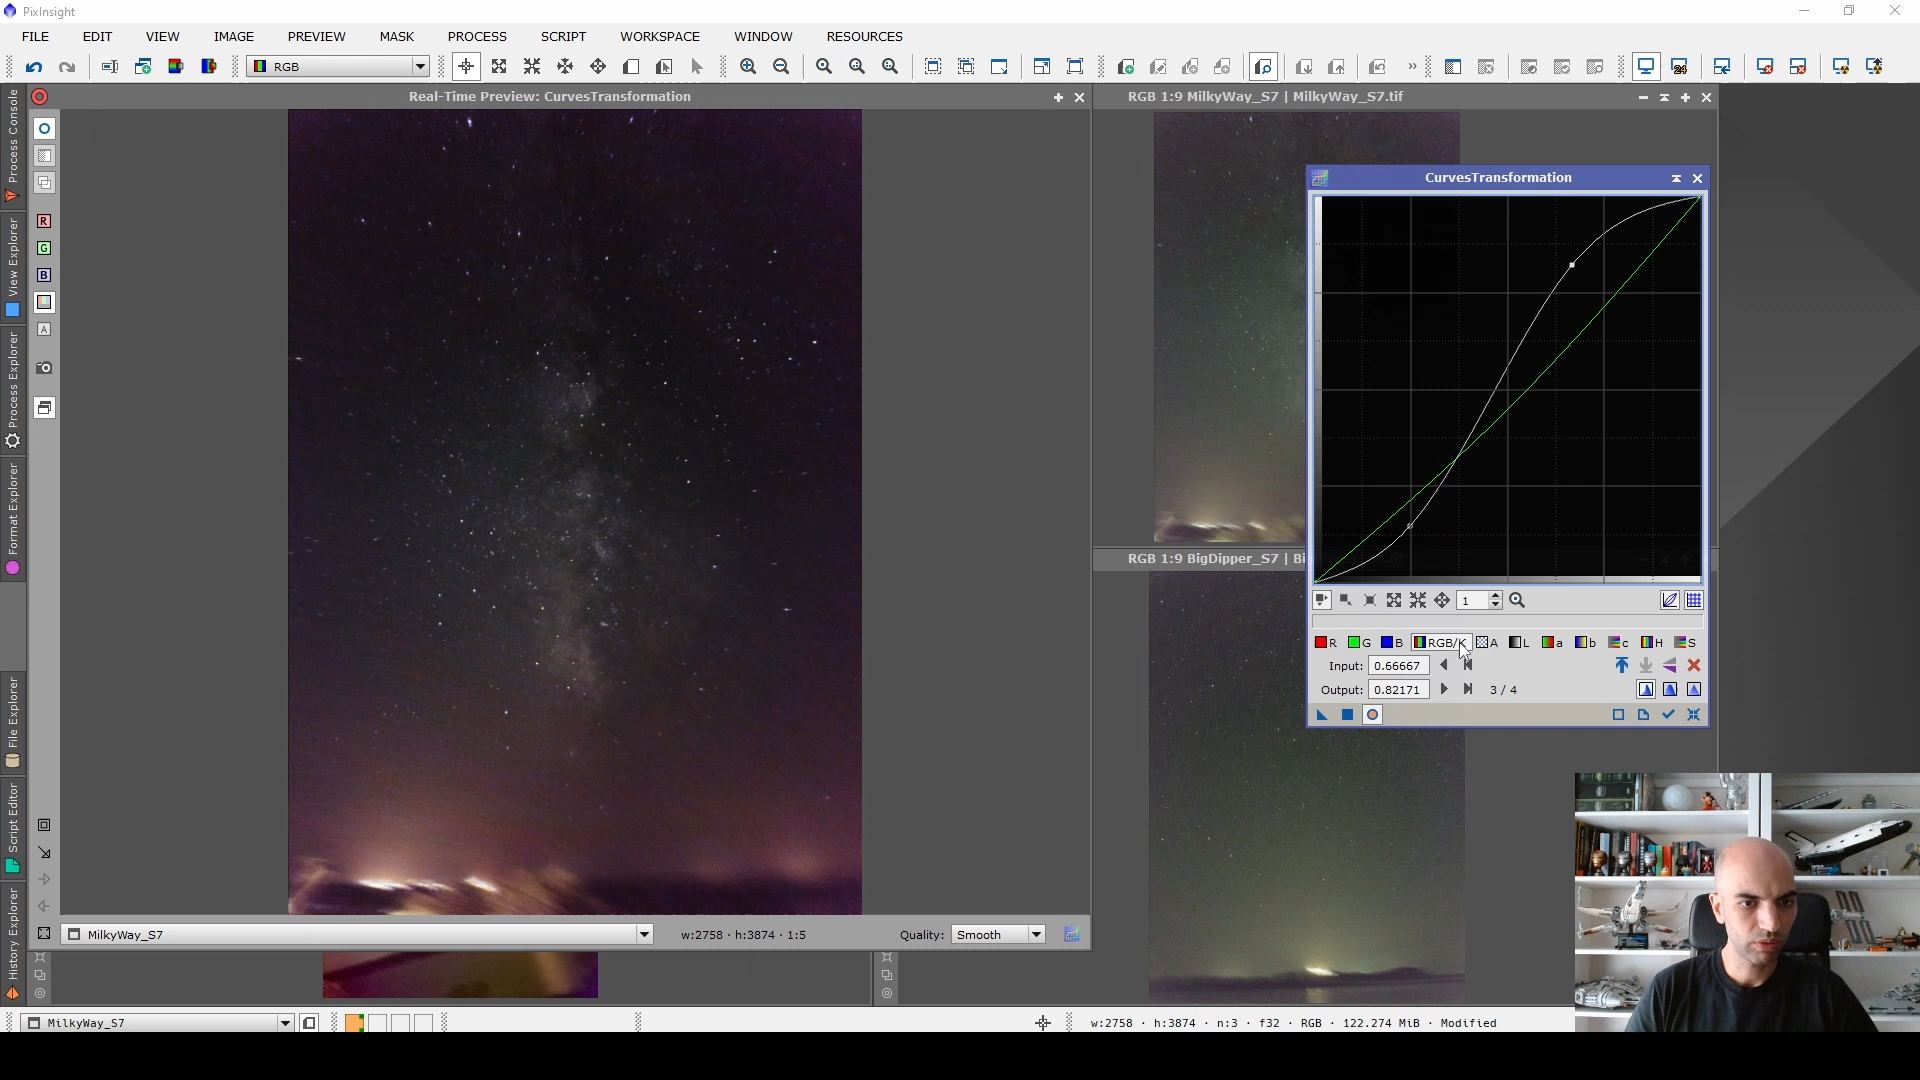 PixInsight
FILE EDIT VIEW IMAGE PREVIEW MASK PROCESS SCRIPT WORKSPACE WINDOW RESOURCES
RGB
24
Process Console
View Explorer
Process Explorer
Format Explorer
File Explorer
Script Editor
History Explorer
Real-Time Preview: CurvesTransformation
R
G
B
A
MilkyWay_S7
w:2758 · h:3874 · 1:5
Quality: Smooth
RGB 1:9 MilkyWay_S7 | MilkyWay_S7.tif
RGB 1:9 BigDipper_S7 | Bi
CurvesTransformation
1
R G B RGB/K A L a b c H S
Input: 0.66667
Output: 0.82171 3 / 4
MilkyWay_S7
w:2758 · h:3874 · n:3 · f32 · RGB · 122.274 MiB · Modified